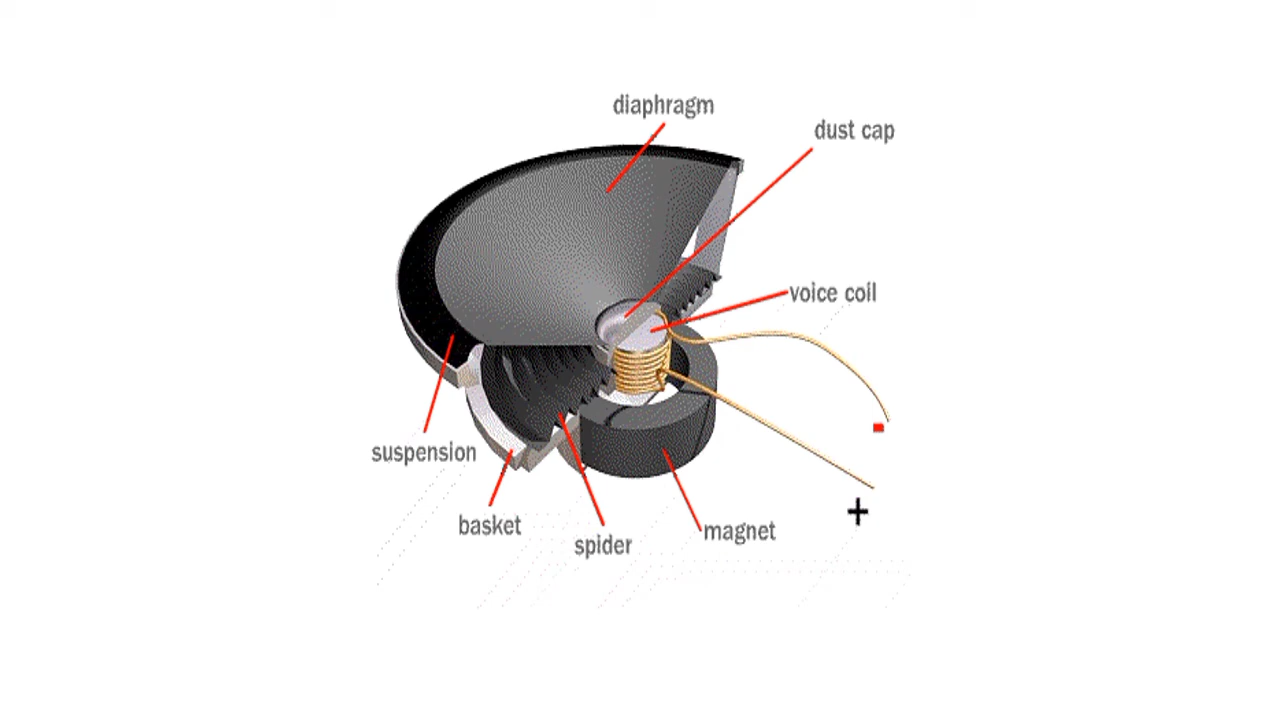 diaphragm
dust cap
voice coil
suspension
-
+
basket
magnet
spider